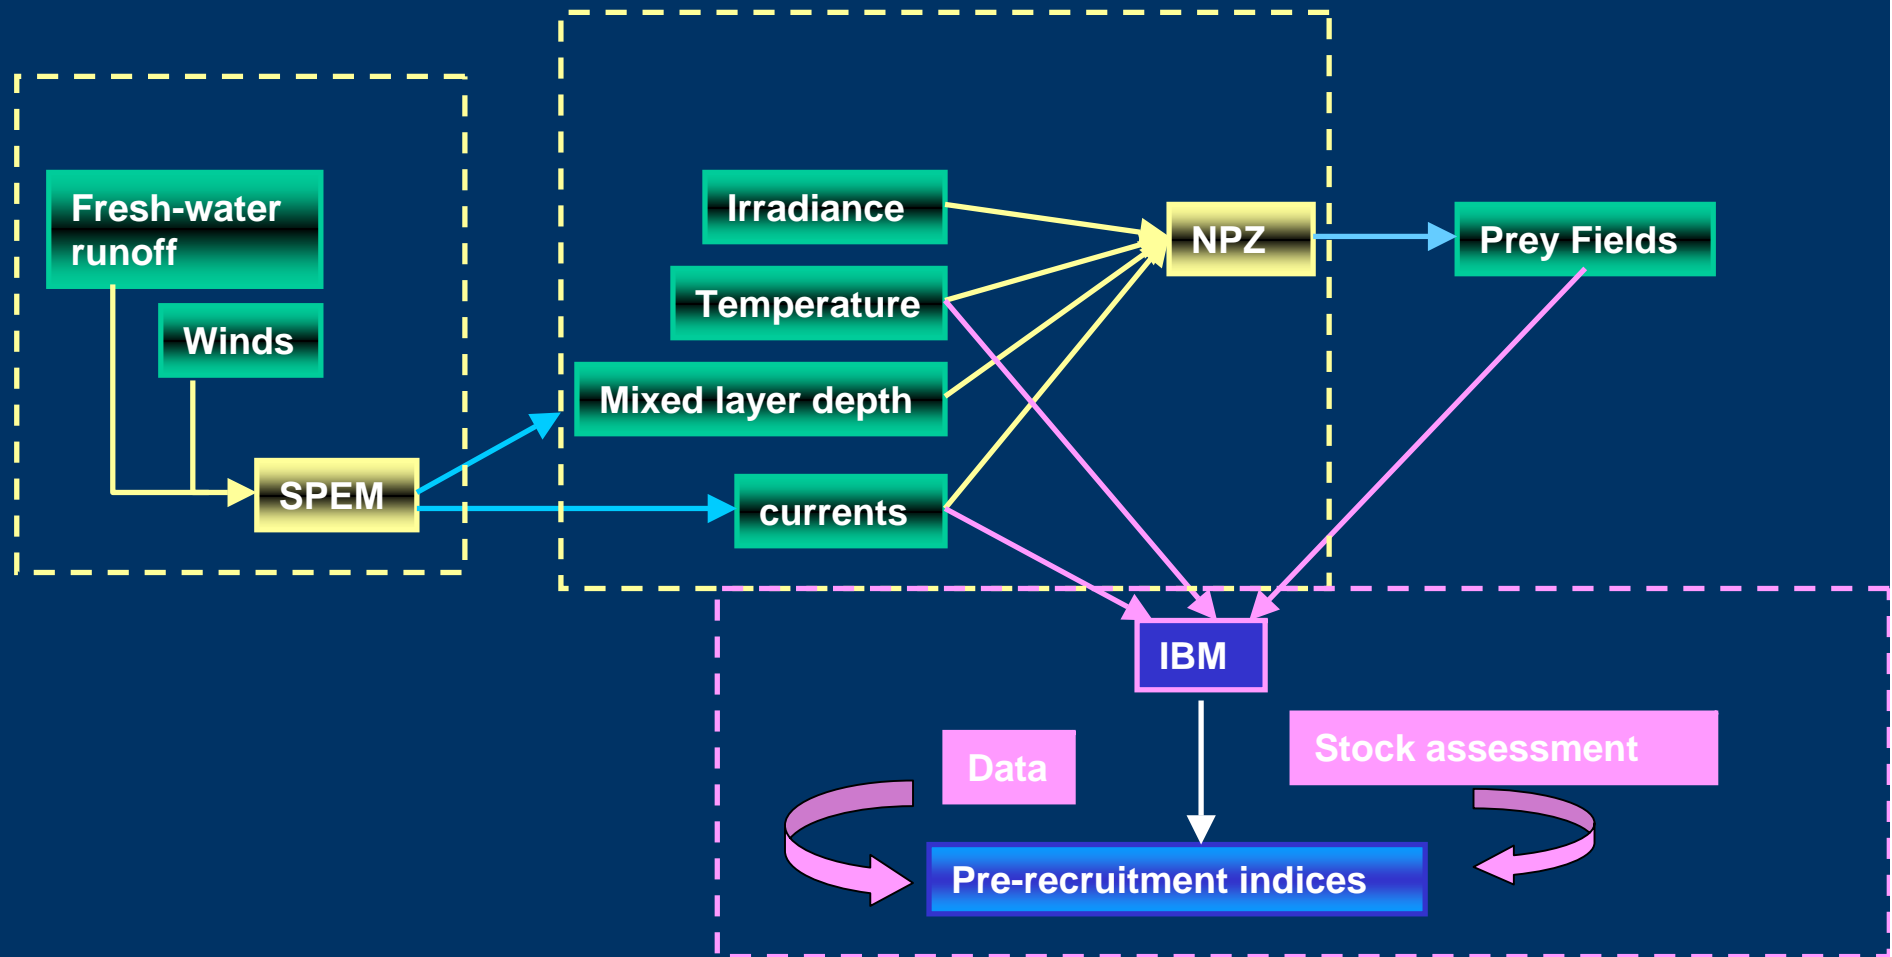 Fresh-water
runoff
Winds
SPEM
Irradiance
Temperature
Mixed layer depth
currents
NPZ
Prey Fields
IBM
Data
Stock assessment
Pre-recruitment indices